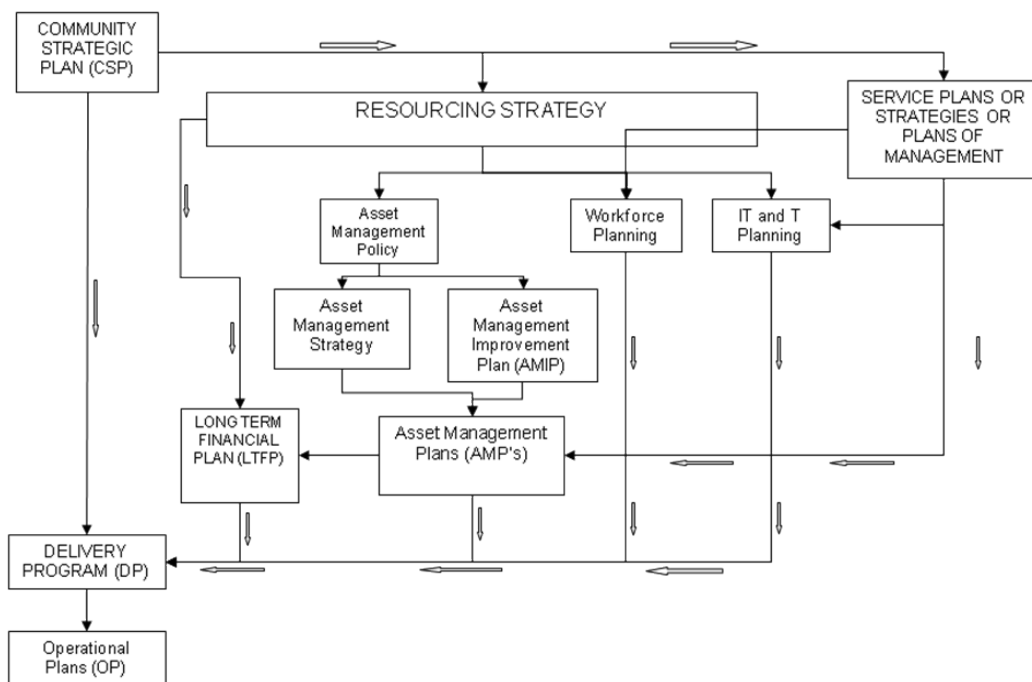 COMMUNITY
STRATEGIC
PLAN (CSP)
RESOURCING STRATEGY
SERVICE PLANS OR
STRATEGIES OR
PLANS OF
MANAGEMENT
Asset
Management
Policy
Workforce
Planning
IT and T
Planning
Asset
Management
Strategy
Asset
Management
Improvement
Plan (AMIP)
LONG TERM
FINANCIAL
PLAN (LTFP)
Asset Management
Plans (AMP's)
DELIVERY
PROGRAM (DP)
Operational
Plans (OP)